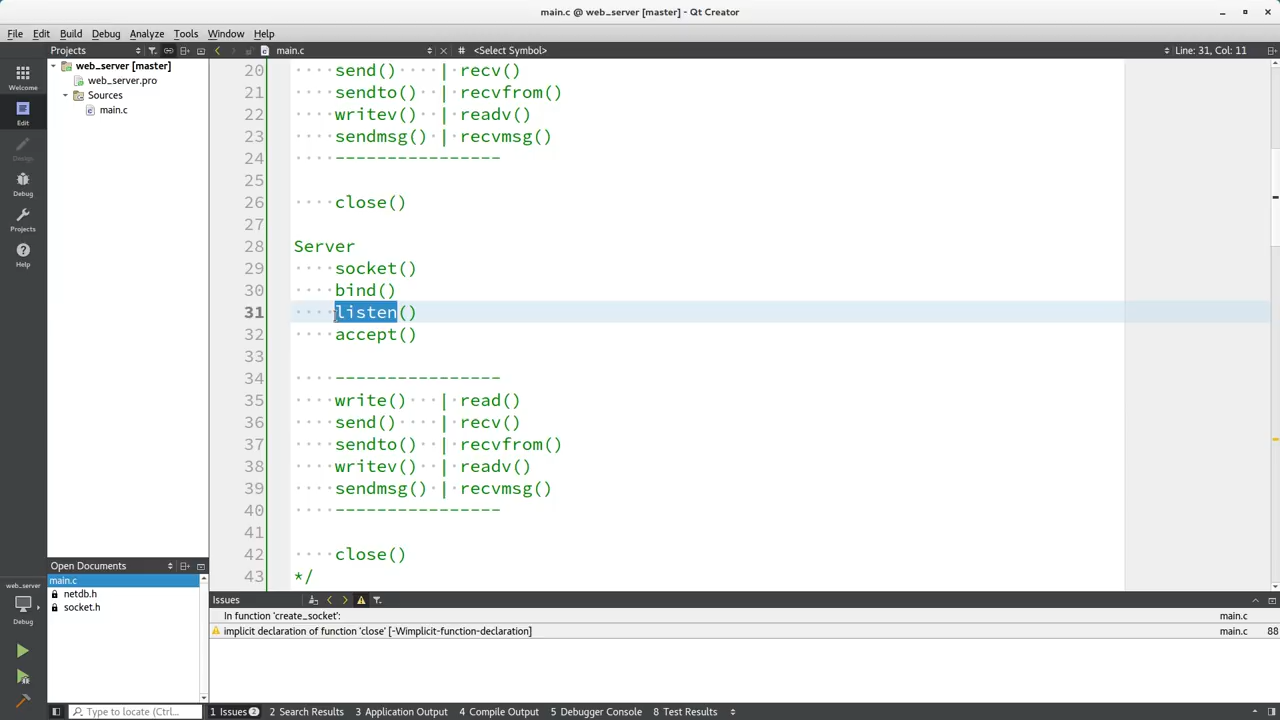 main.c @ web_server [master] - Qt Creator
File Edit Build Debug Analyze Tools Window Help
Projects main.c # <Select Symbol> Line: 31, Col: 11
web_server [master]
web_server.pro
Sources
main.c
Welcome
Edit
Design
Debug
Projects
Help
20 send() | recv()
21 sendto() | recvfrom()
22 writev() | readv()
23 sendmsg() | recvmsg()
24 ----------------
25
26 close()
27
28 Server
29 socket()
30 bind()
31 listen()
32 accept()
33
34 ----------------
35 write() | read()
36 send() | recv()
37 sendto() | recvfrom()
38 writev() | readv()
39 sendmsg() | recvmsg()
40 ----------------
41
42 close()
43 */
Open Documents
main.c
netdb.h
socket.h
web_server
Debug
Issues
In function 'create_socket': main.c
implicit declaration of function 'close' [-Wimplicit-function-declaration] main.c 88
Type to locate (Ctrl... 1 Issues 2 2 Search Results 3 Application Output 4 Compile Output 5 Debugger Console 8 Test Results